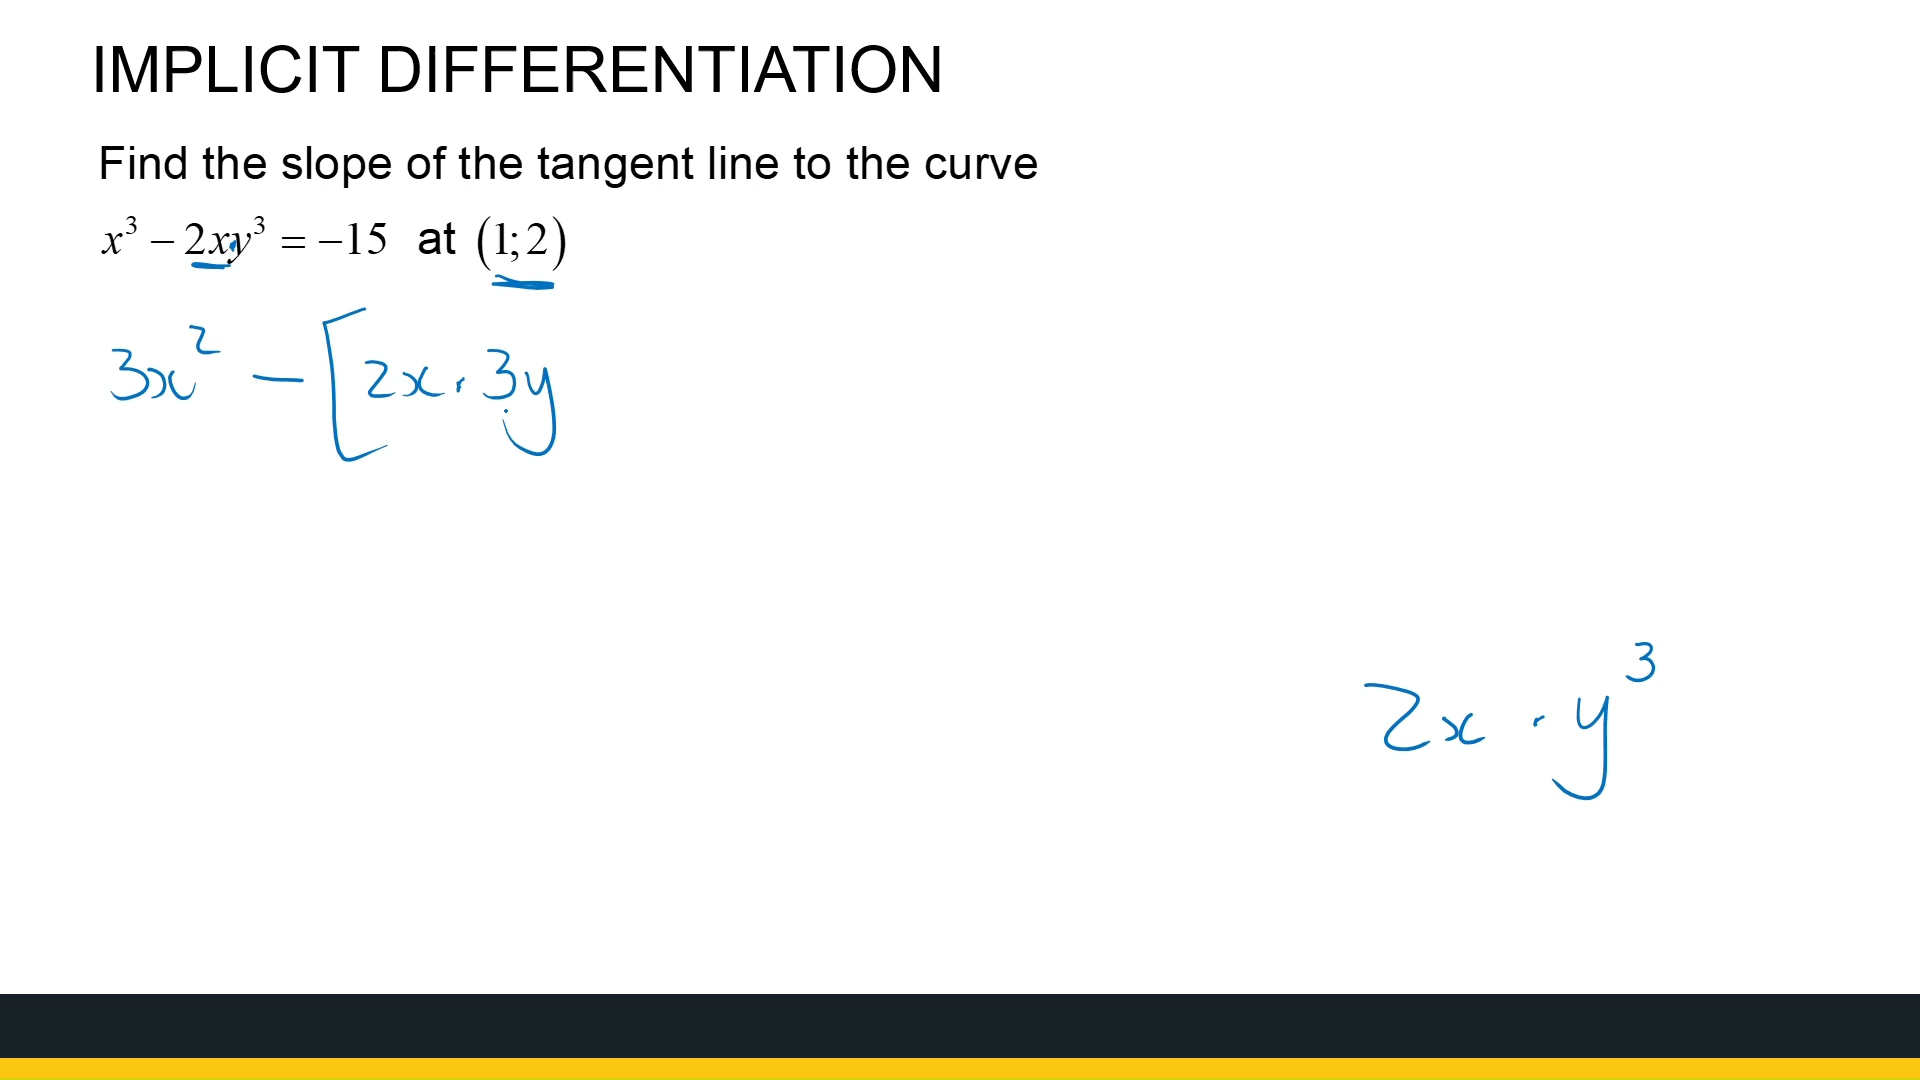 IMPLICIT DIFFERENTIATION
Find the slope of the tangent line to the curve
x³ − 2xy³ = −15 at (1;2)
3x² − [2x · 3y
2x · y³